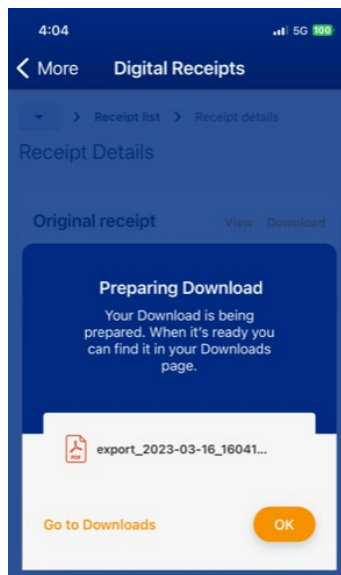 4:04
5G 100
More Digital Receipts
Receipt list Receipt details
Receipt Details
Original receipt View Download
Preparing Download
Your Download is being
prepared. When it's ready you
can find it in your Downloads
page.
PDF export_2023-03-16_16041...
Go to Downloads OK